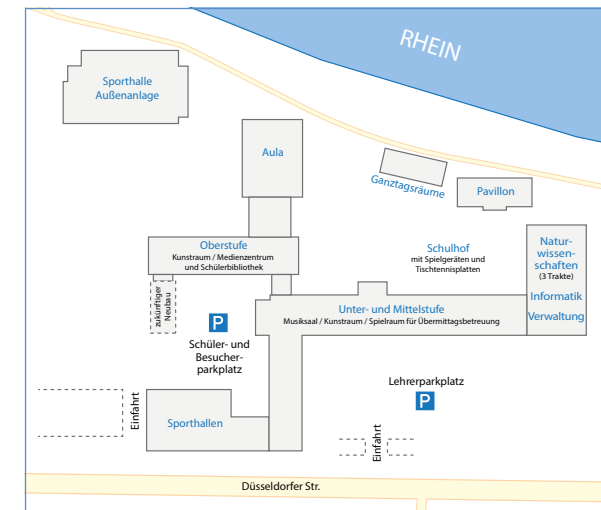 RHEIN
Sporthalle
Außenanlage
Aula
Ganztagsräume
Pavillon
Oberstufe
Kunstraum / Medienzentrum
und Schülerbibliothek
Schulhof
mit Spielgeräten und
Tischtennisplatten
Natur-
wissen-
schaften
(3 Trakte)
Informatik
Verwaltung
zukünftiger
Neubau
P
Schüler- und
Besucher-
parkplatz
Unter- und Mittelstufe
Musiksaal / Kunstraum / Spielraum für Übermittagsbetreuung
Lehrerparkplatz
P
Einfahrt
Sporthallen
Einfahrt
Düsseldorfer Str.